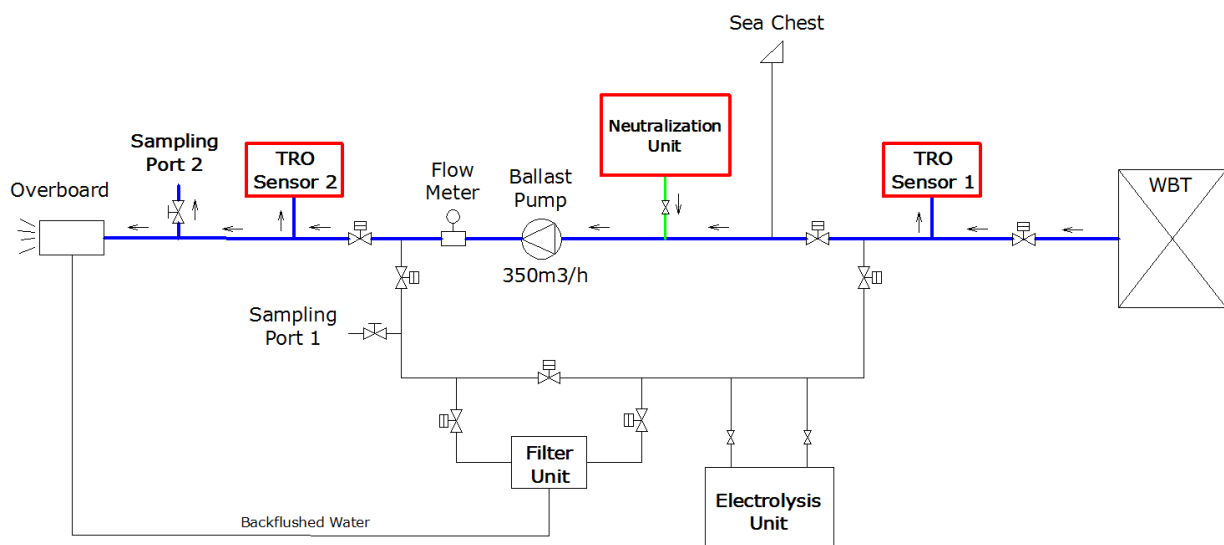 Sea Chest
Neutralization
Unit
Sampling
Port 2
TRO
Sensor 2
Flow
Meter
Ballast
Pump
TRO
Sensor 1
WBT
Overboard
350m3/h
Sampling
Port 1
Filter
Unit
Electrolysis
Unit
Backflushed Water